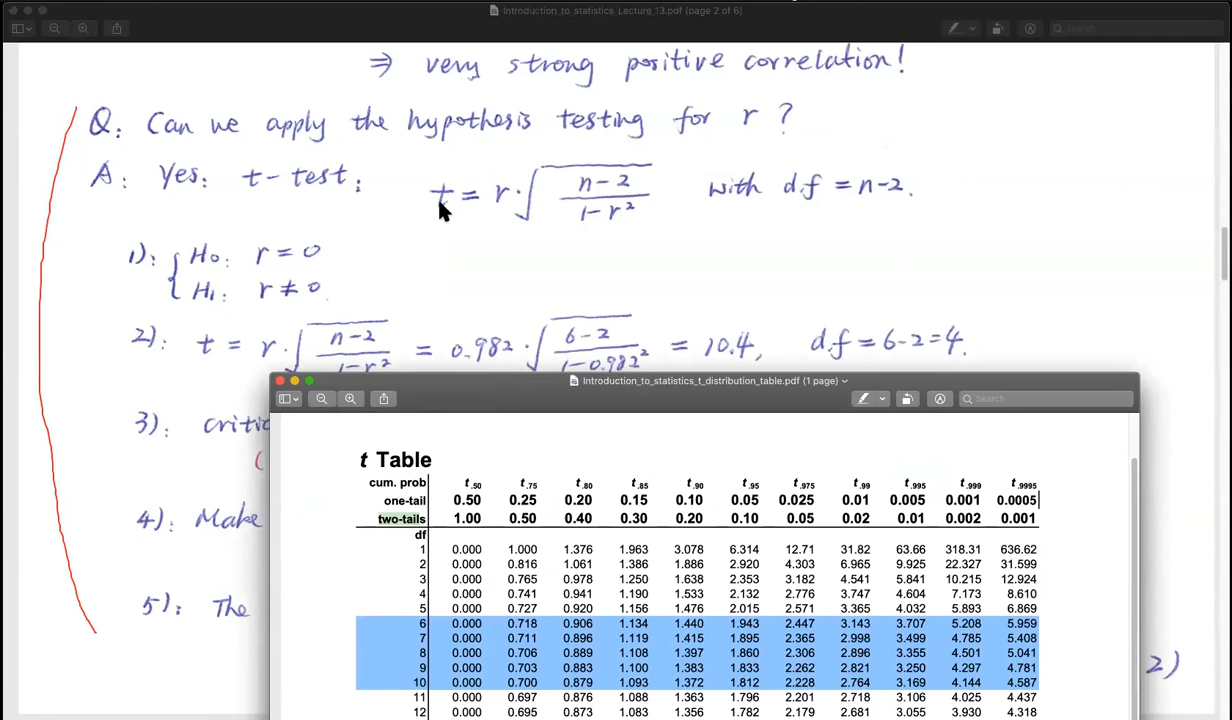 Introduction_to_statistics_Lecture_13.pdf (page 2 of 6)
Search
⇒ very strong positive correlation!
Q: Can we apply the hypothesis testing for r ?
A: Yes: t-test: t = r·√((n-2)/(1-r²)) with d.f = n-2.
1): { H0: r = 0
H1: r ≠ 0
2): t = r·√((n-2)/(1-r²)) = 0.982·√((6-2)/(1-0.982²)) = 10.4, d.f = 6-2=4.
3): critic
(
4): Make
5): The
2)
Introduction_to_statistics_t_distribution_table.pdf (1 page)
Search
t Table
cum. prob t.50 t.75 t.80 t.85 t.90 t.95 t.975 t.99 t.995 t.999 t.9995
one-tail 0.50 0.25 0.20 0.15 0.10 0.05 0.025 0.01 0.005 0.001 0.0005
two-tails 1.00 0.50 0.40 0.30 0.20 0.10 0.05 0.02 0.01 0.002 0.001
df
1 0.000 1.000 1.376 1.963 3.078 6.314 12.71 31.82 63.66 318.31 636.62
2 0.000 0.816 1.061 1.386 1.886 2.920 4.303 6.965 9.925 22.327 31.599
3 0.000 0.765 0.978 1.250 1.638 2.353 3.182 4.541 5.841 10.215 12.924
4 0.000 0.741 0.941 1.190 1.533 2.132 2.776 3.747 4.604 7.173 8.610
5 0.000 0.727 0.920 1.156 1.476 2.015 2.571 3.365 4.032 5.893 6.869
6 0.000 0.718 0.906 1.134 1.440 1.943 2.447 3.143 3.707 5.208 5.959
7 0.000 0.711 0.896 1.119 1.415 1.895 2.365 2.998 3.499 4.785 5.408
8 0.000 0.706 0.889 1.108 1.397 1.860 2.306 2.896 3.355 4.501 5.041
9 0.000 0.703 0.883 1.100 1.383 1.833 2.262 2.821 3.250 4.297 4.781
10 0.000 0.700 0.879 1.093 1.372 1.812 2.228 2.764 3.169 4.144 4.587
11 0.000 0.697 0.876 1.088 1.363 1.796 2.201 2.718 3.106 4.025 4.437
12 0.000 0.695 0.873 1.083 1.356 1.782 2.179 2.681 3.055 3.930 4.318